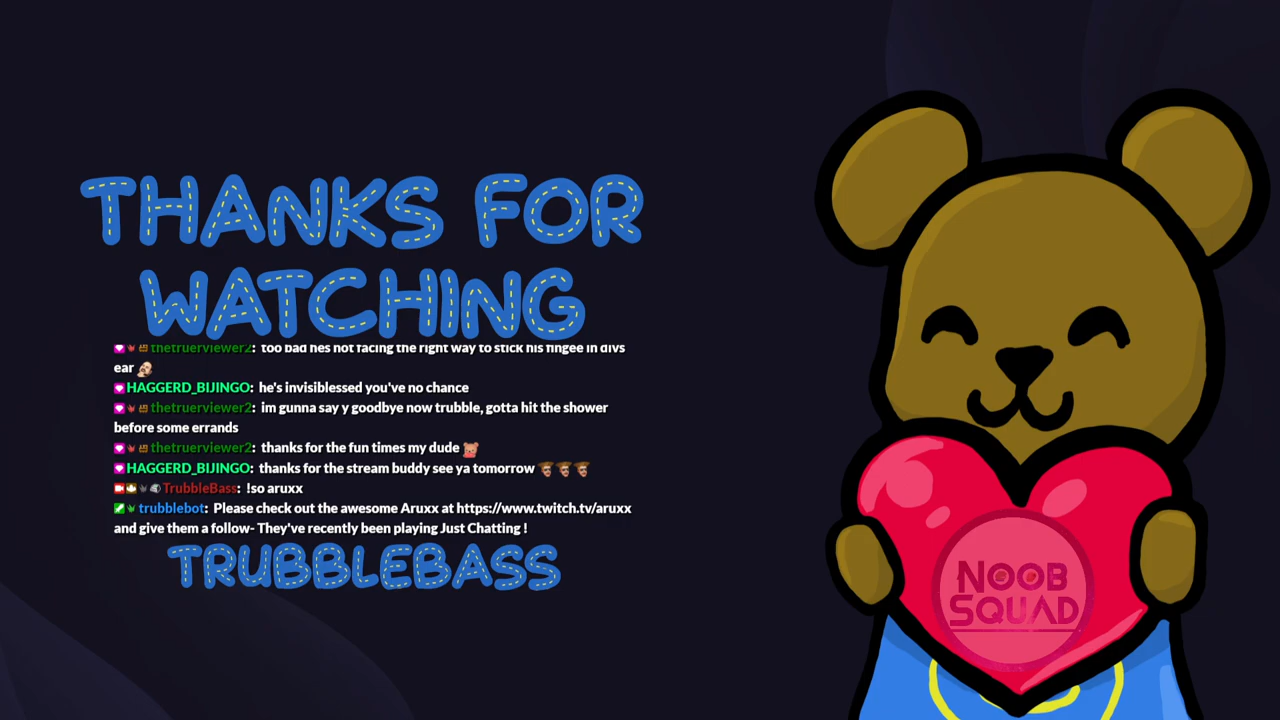 THANKS FOR
WATCHING
thetruerviewer2: too bad hes not facing the right way to stick his fingee in divs
ear
HAGGERD_BIJINGO: he's invisiblessed you've no chance
thetruerviewer2: im gunna say y goodbye now trubble, gotta hit the shower
before some errands
thetruerviewer2: thanks for the fun times my dude
HAGGERD_BIJINGO: thanks for the stream buddy see ya tomorrow
TrubbleBass: !so aruxx
trubblebot: Please check out the awesome Aruxx at https://www.twitch.tv/aruxx
and give them a follow- They've recently been playing Just Chatting !
TRUBBLEBASS
NOOB
SQUAD